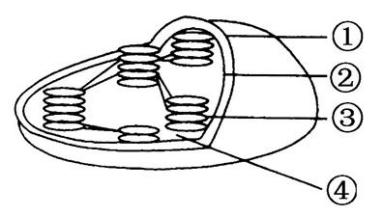 ①
②
③
④